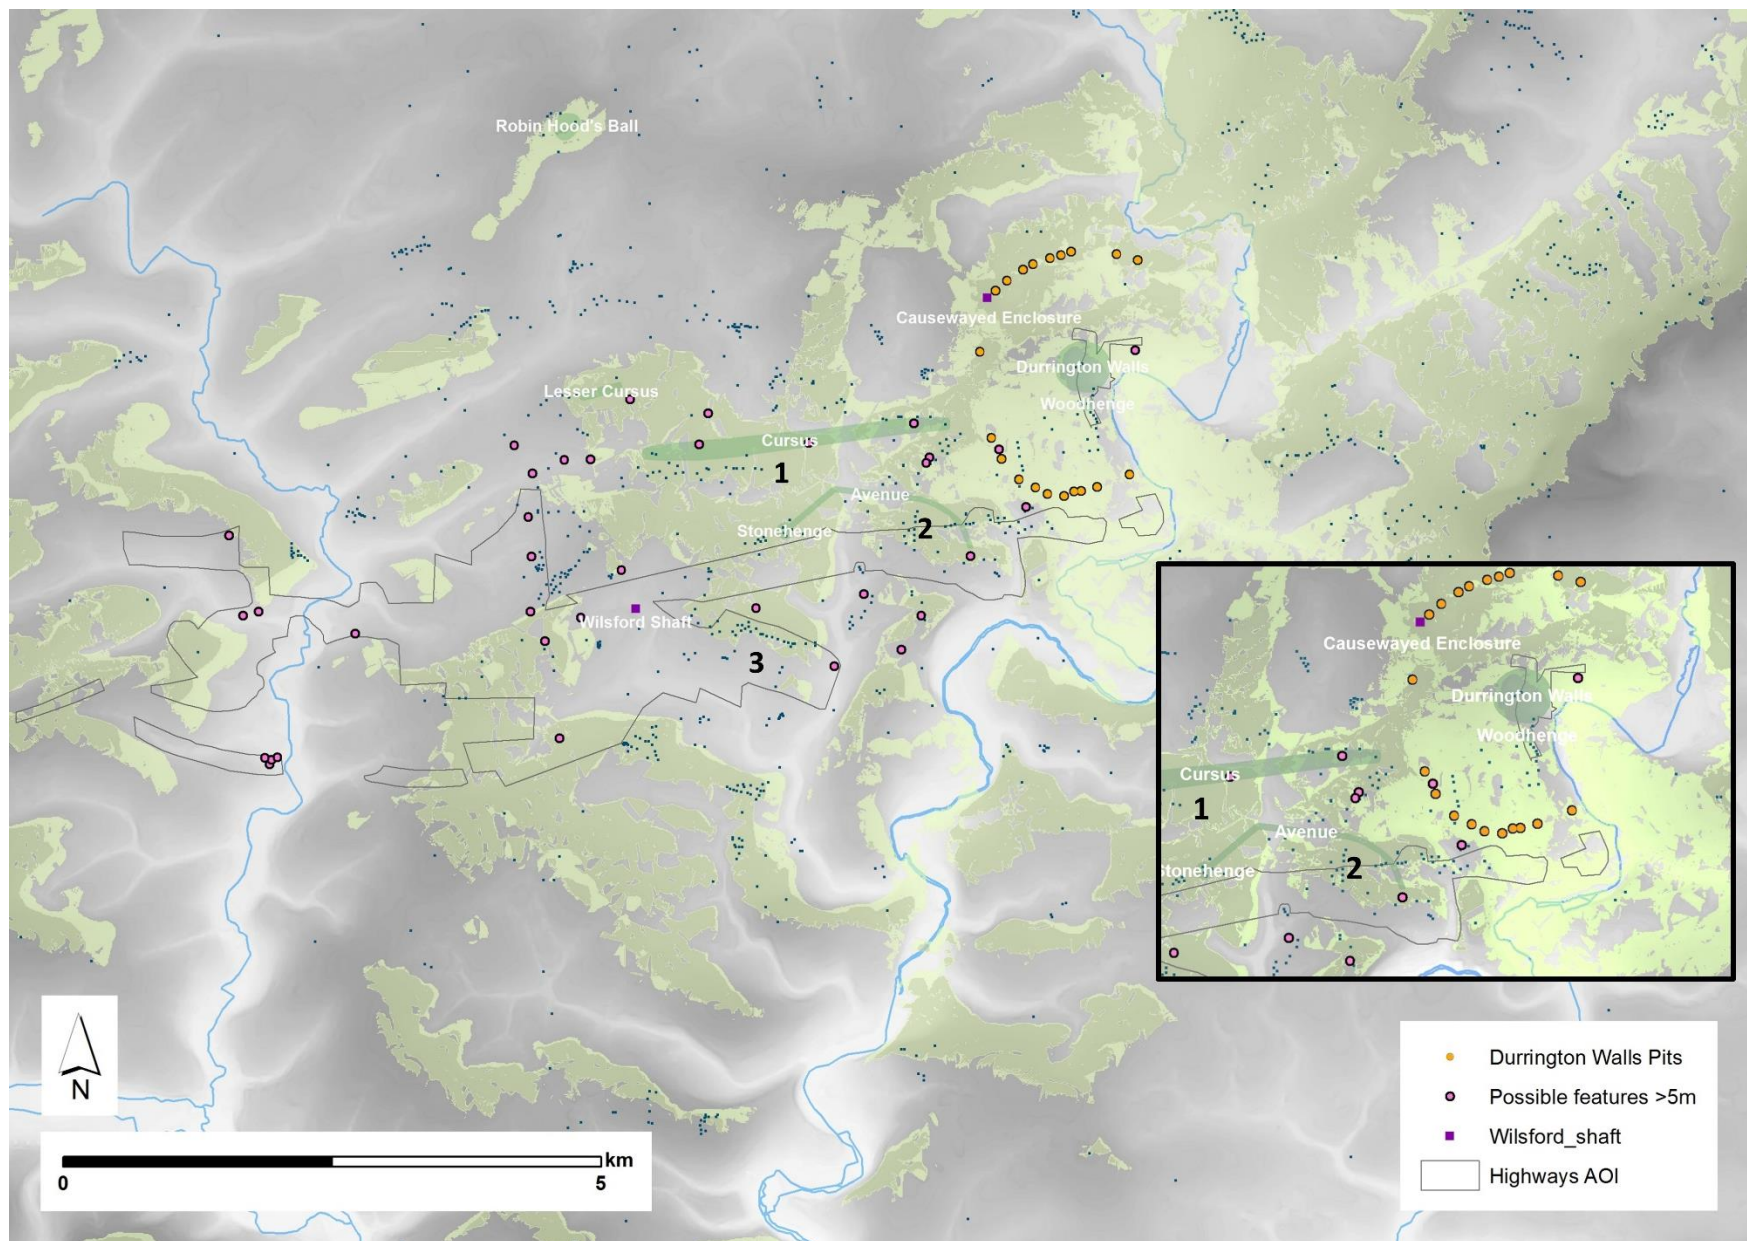 Robin Hood's Ball
Causewayed Enclosure
Durrington Walls
Lesser Cursus
Woodhenge
Cursus
1
Avenue
Stonehenge
2
Wilsford Shaft
3
Causewayed Enclosure
Durrington Walls
Woodhenge
Cursus
1
Avenue
Stonehenge
2
N
km
0 5
Durrington Walls Pits
Possible features >5m
Wilsford_shaft
Highways AOI